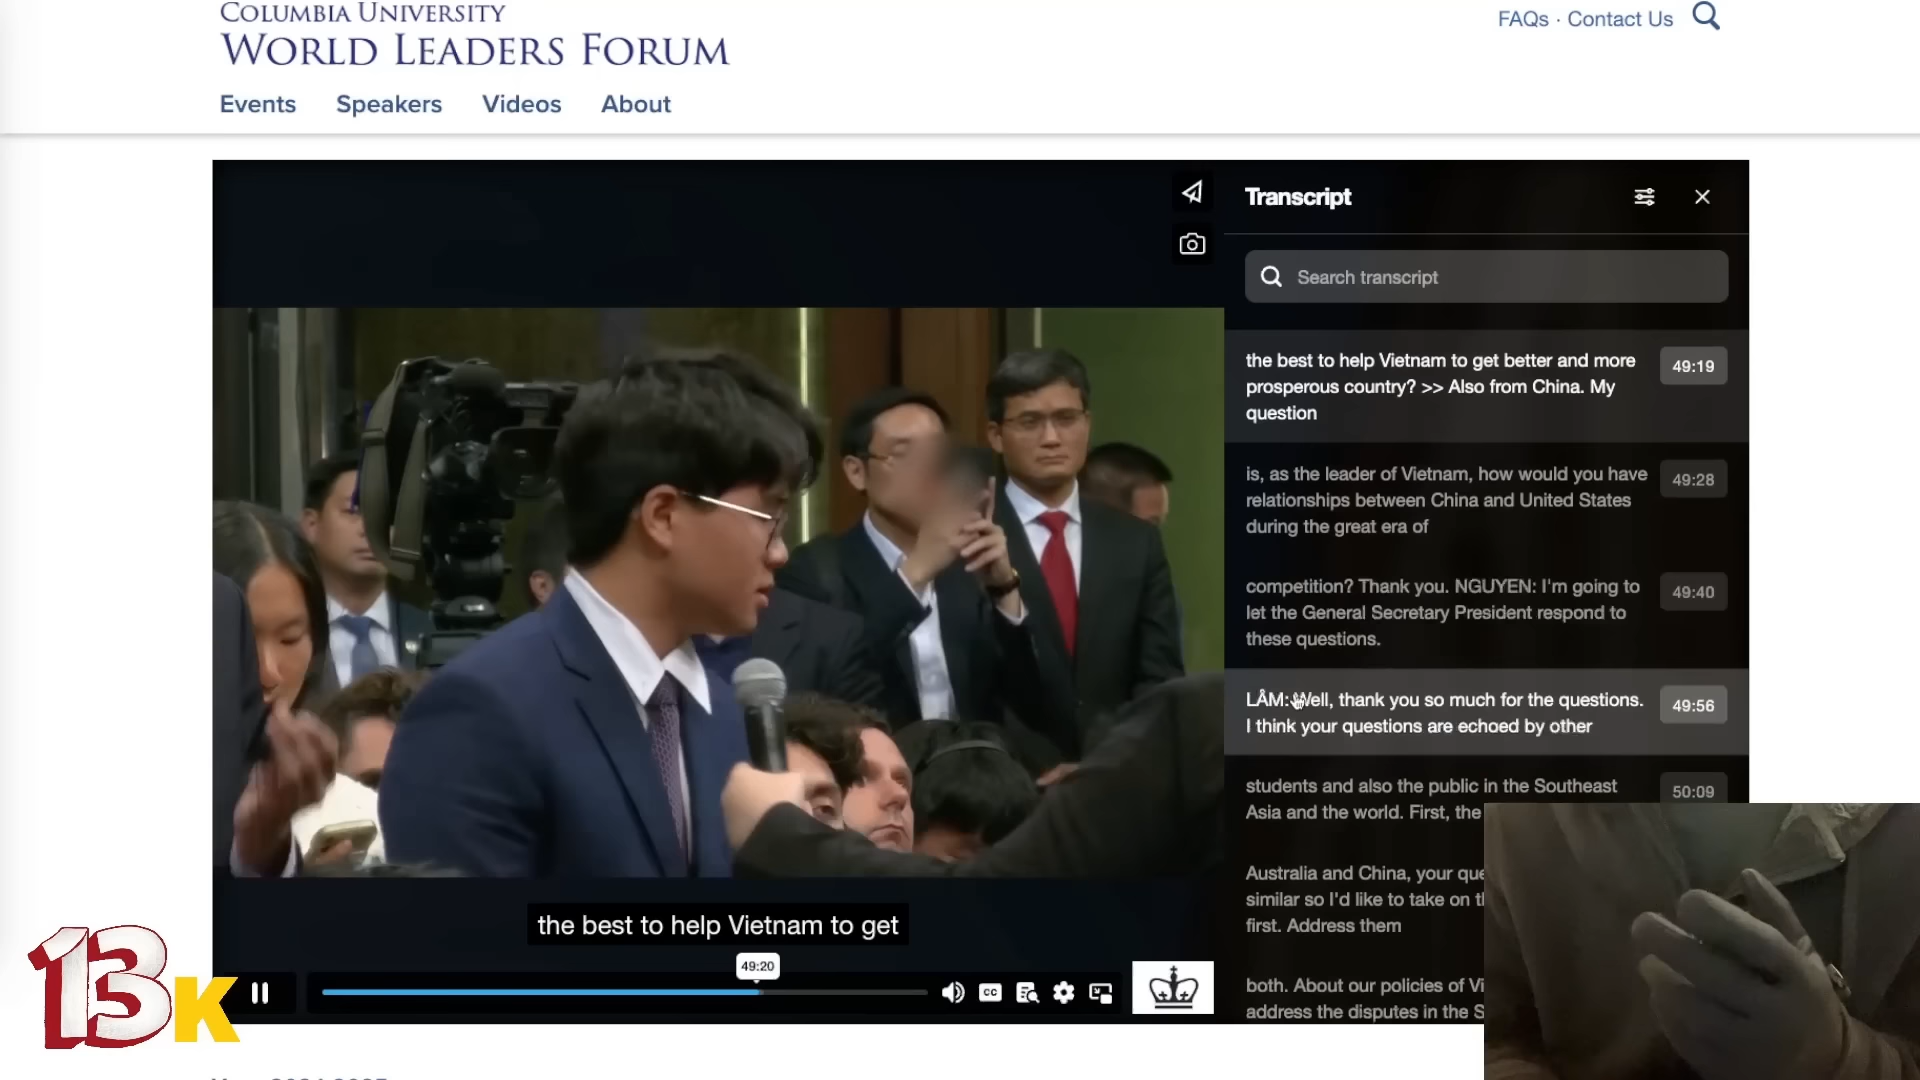 COLUMBIA UNIVERSITY
WORLD LEADERS FORUM
FAQs · Contact Us
Events
Speakers
Videos
About
Transcript
Search transcript
the best to help Vietnam to get better and more
prosperous country? >> Also from China. My
question
49:19
is, as the leader of Vietnam, how would you have
relationships between China and United States
during the great era of
49:28
competition? Thank you. NGUYEN: I'm going to
let the General Secretary President respond to
these questions.
49:40
LÂM: Well, thank you so much for the questions.
I think your questions are echoed by other
49:56
students and also the public in the Southeast
Asia and the world. First, the
50:09
Australia and China, your que
similar so I'd like to take on t
first. Address them
both. About our policies of Vi
address the disputes in the S
the best to help Vietnam to get
49:20
CC
13K